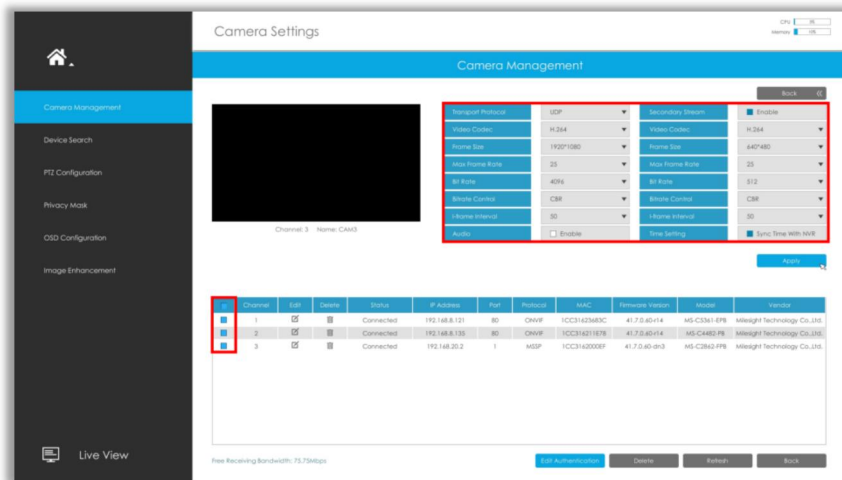 Camera Settings
CPU
Memory
Camera Management
Back
Camera Management
Device Search
PTZ Configuration
Privacy Mask
OSD Configuration
Image Enhancement
Live View
Transport Protocol UDP Secondary Stream Enable
Video Codec H.264 Video Codec H.264
Frame Size 1920*1080 Frame Size 640*480
Max Frame Rate 25 Max Frame Rate 25
Bit Rate 4096 Bit Rate 512
Bitrate Control CBR Bitrate Control CBR
I-frame Interval 50 I-frame Interval 50
Audio Enable Time Setting Sync Time With NVR
Channel: 3 Name: CAM3
Apply
Channel Edit Delete Status IP Address Port Protocol MAC Firmware Version Model Vendor
1 Connected 192.168.8.121 80 ONVIF 1CC31625683C 41.7.0.60-r14 MS-C5361-EPB Milesight Technology Co.,Ltd.
2 Connected 192.168.8.135 80 ONVIF 1CC316211E78 41.7.0.60-r14 MS-C4482-PB Milesight Technology Co.,Ltd.
3 Connected 192.168.20.2 1 MSSP 1CC3162000EF 41.7.0.60-dn3 MS-C2862-FPB Milesight Technology Co.,Ltd.
Free Receiving Bandwidth: 75.75Mbps
Edit Authentication Delete Refresh Back